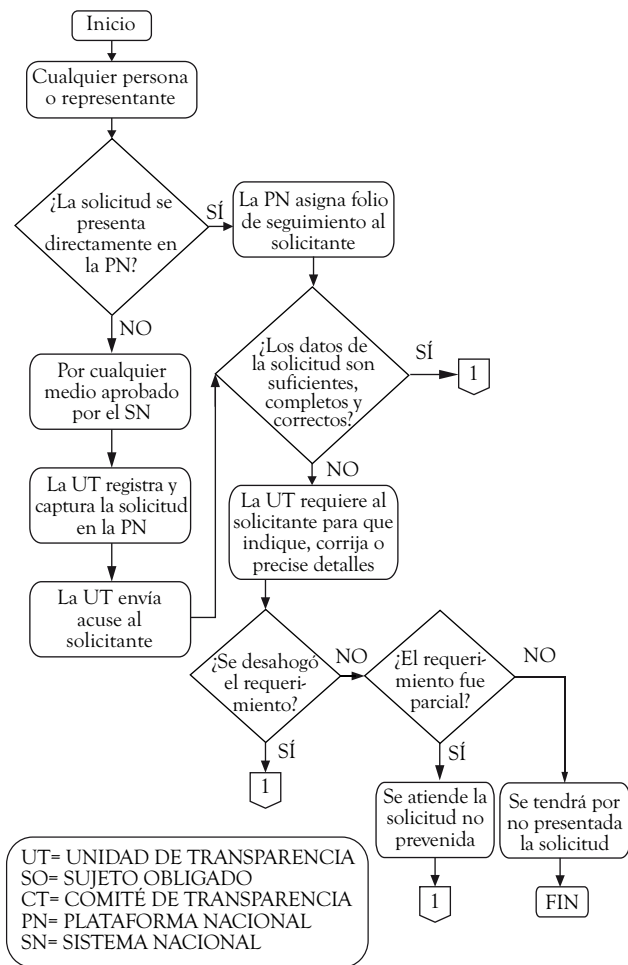 Inicio
Cualquier persona
o representante
¿La solicitud se
presenta
directamente en
la PN?
SÍ
La PN asigna folio
de seguimiento al
solicitante
NO
Por cualquier
medio aprobado
por el SN
La UT registra y
captura la solicitud
en la PN
La UT envía
acuse al
solicitante
¿Los datos de
la solicitud son
suficientes,
completos y
correctos?
SÍ
1
NO
La UT requiere al
solicitante para que
indique, corrija o
precise detalles
¿Se desahogó
el requeri-
miento?
NO
¿El requeri-
miento fue
parcial?
NO
SÍ
1
SÍ
Se atiende la
solicitud no
prevenida
1
Se tendrá por
no presentada
la solicitud
FIN
UT= UNIDAD DE TRANSPARENCIA
SO= SUJETO OBLIGADO
CT= COMITÉ DE TRANSPARENCIA
PN= PLATAFORMA NACIONAL
SN= SISTEMA NACIONAL